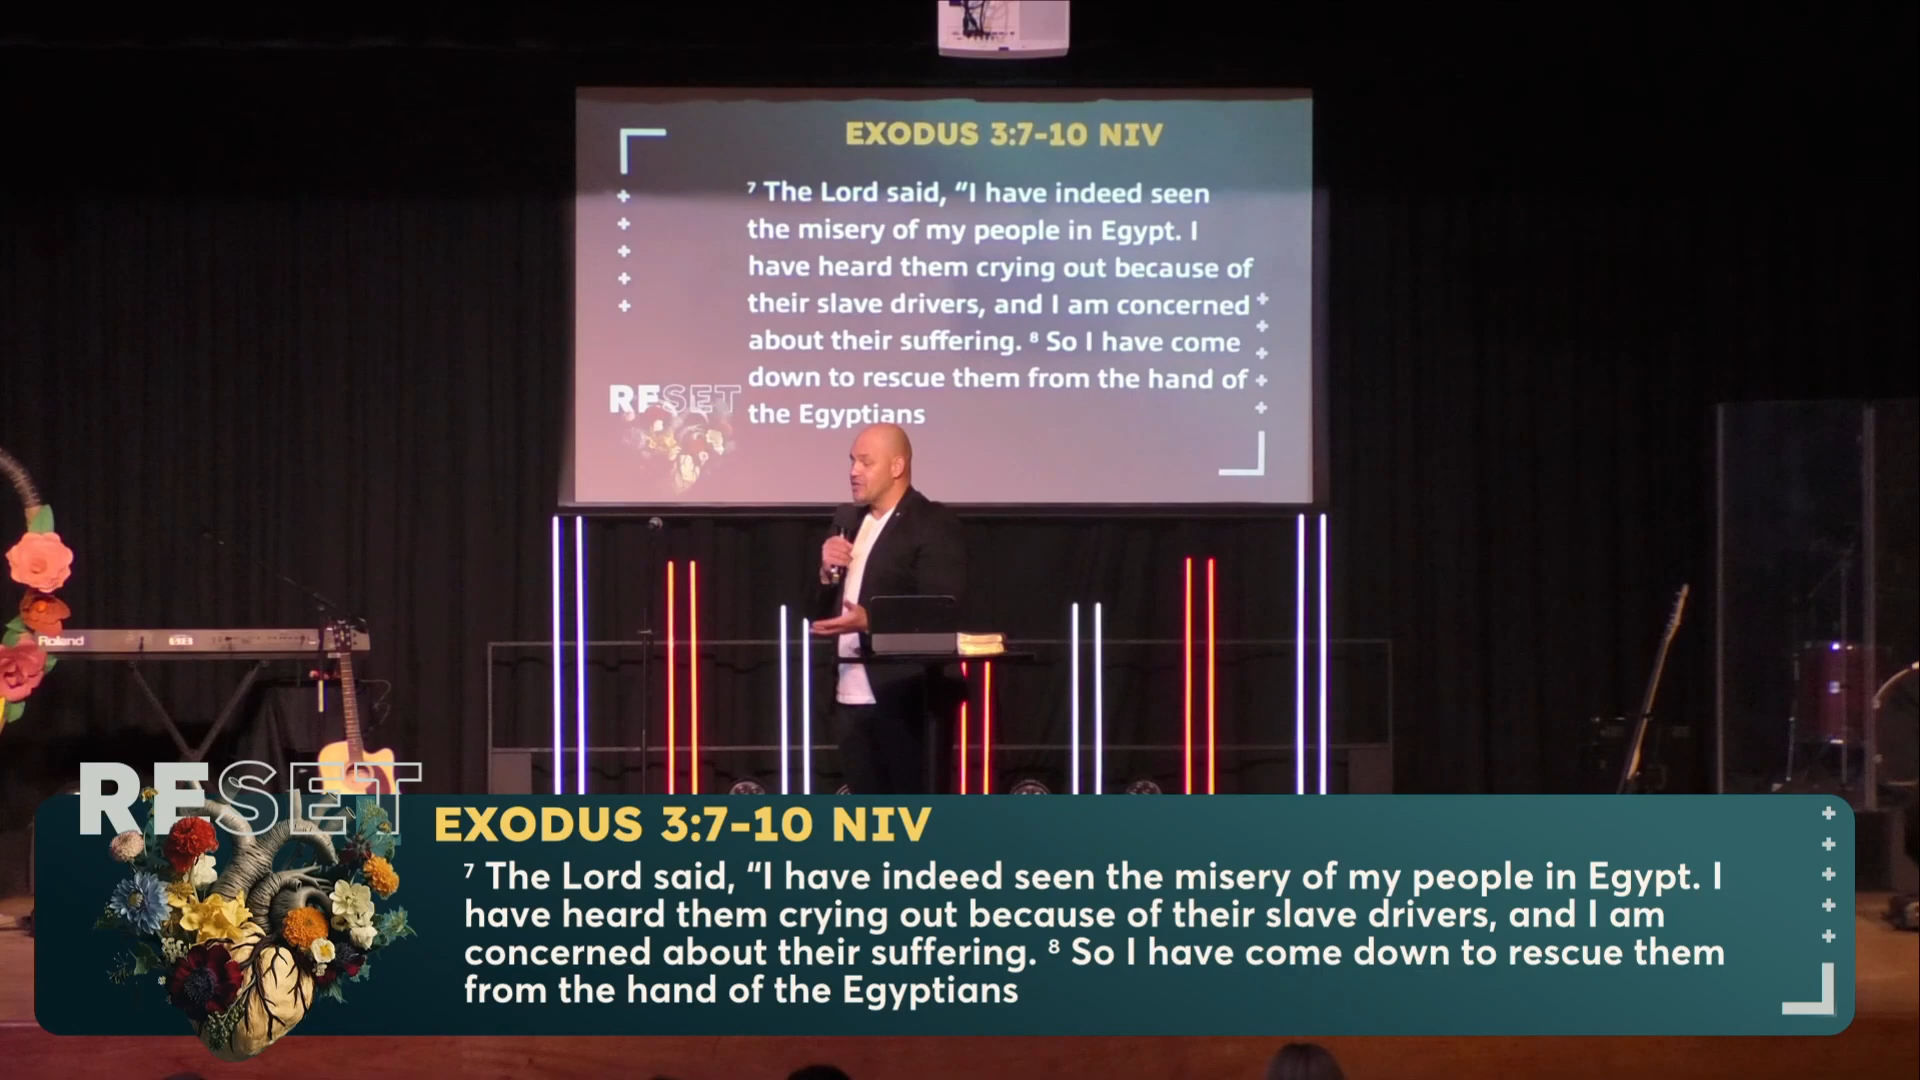 EXODUS 3:7-10 NIV
⁷ The Lord said, “I have indeed seen
the misery of my people in Egypt. I
have heard them crying out because of
their slave drivers, and I am concerned
about their suffering. ⁸ So I have come
down to rescue them from the hand of
the Egyptians
RESET
Roland
RESET
EXODUS 3:7-10 NIV
⁷ The Lord said, “I have indeed seen the misery of my people in Egypt. I
have heard them crying out because of their slave drivers, and I am
concerned about their suffering. ⁸ So I have come down to rescue them
from the hand of the Egyptians